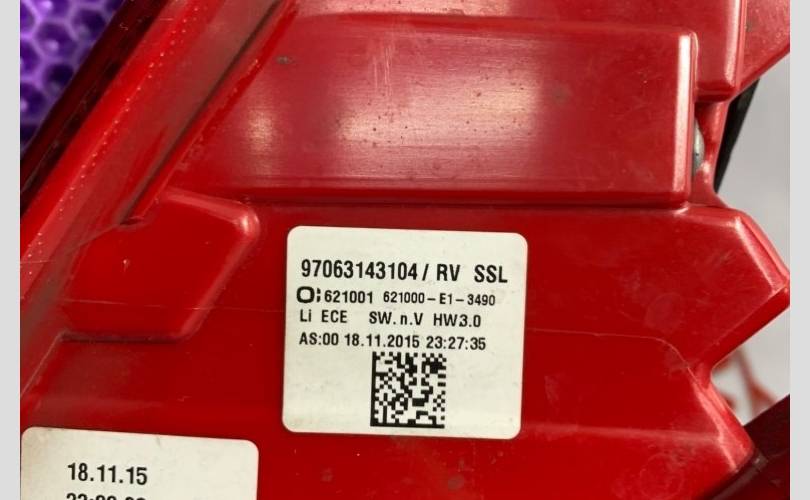 97063143104/ RV SSL
O: 621001 621000-E1-3490
Li ECE SW.n.V HW3.0
AS:00 18.11.2015 23:27:35
18.11.15